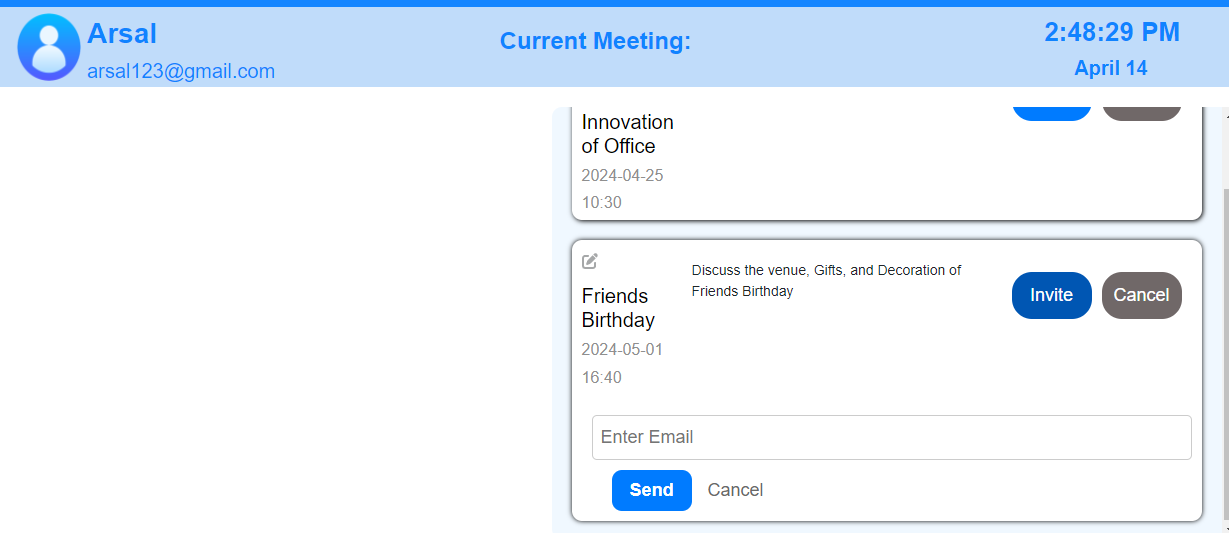 Arsal
arsal123@gmail.com
Current Meeting:
2:48:29 PM
April 14
Innovation
of Office
2024-04-25
10:30
Friends
Birthday
2024-05-01
16:40
Discuss the venue, Gifts, and Decoration of
Friends Birthday
Invite
Cancel
Enter Email
Send
Cancel